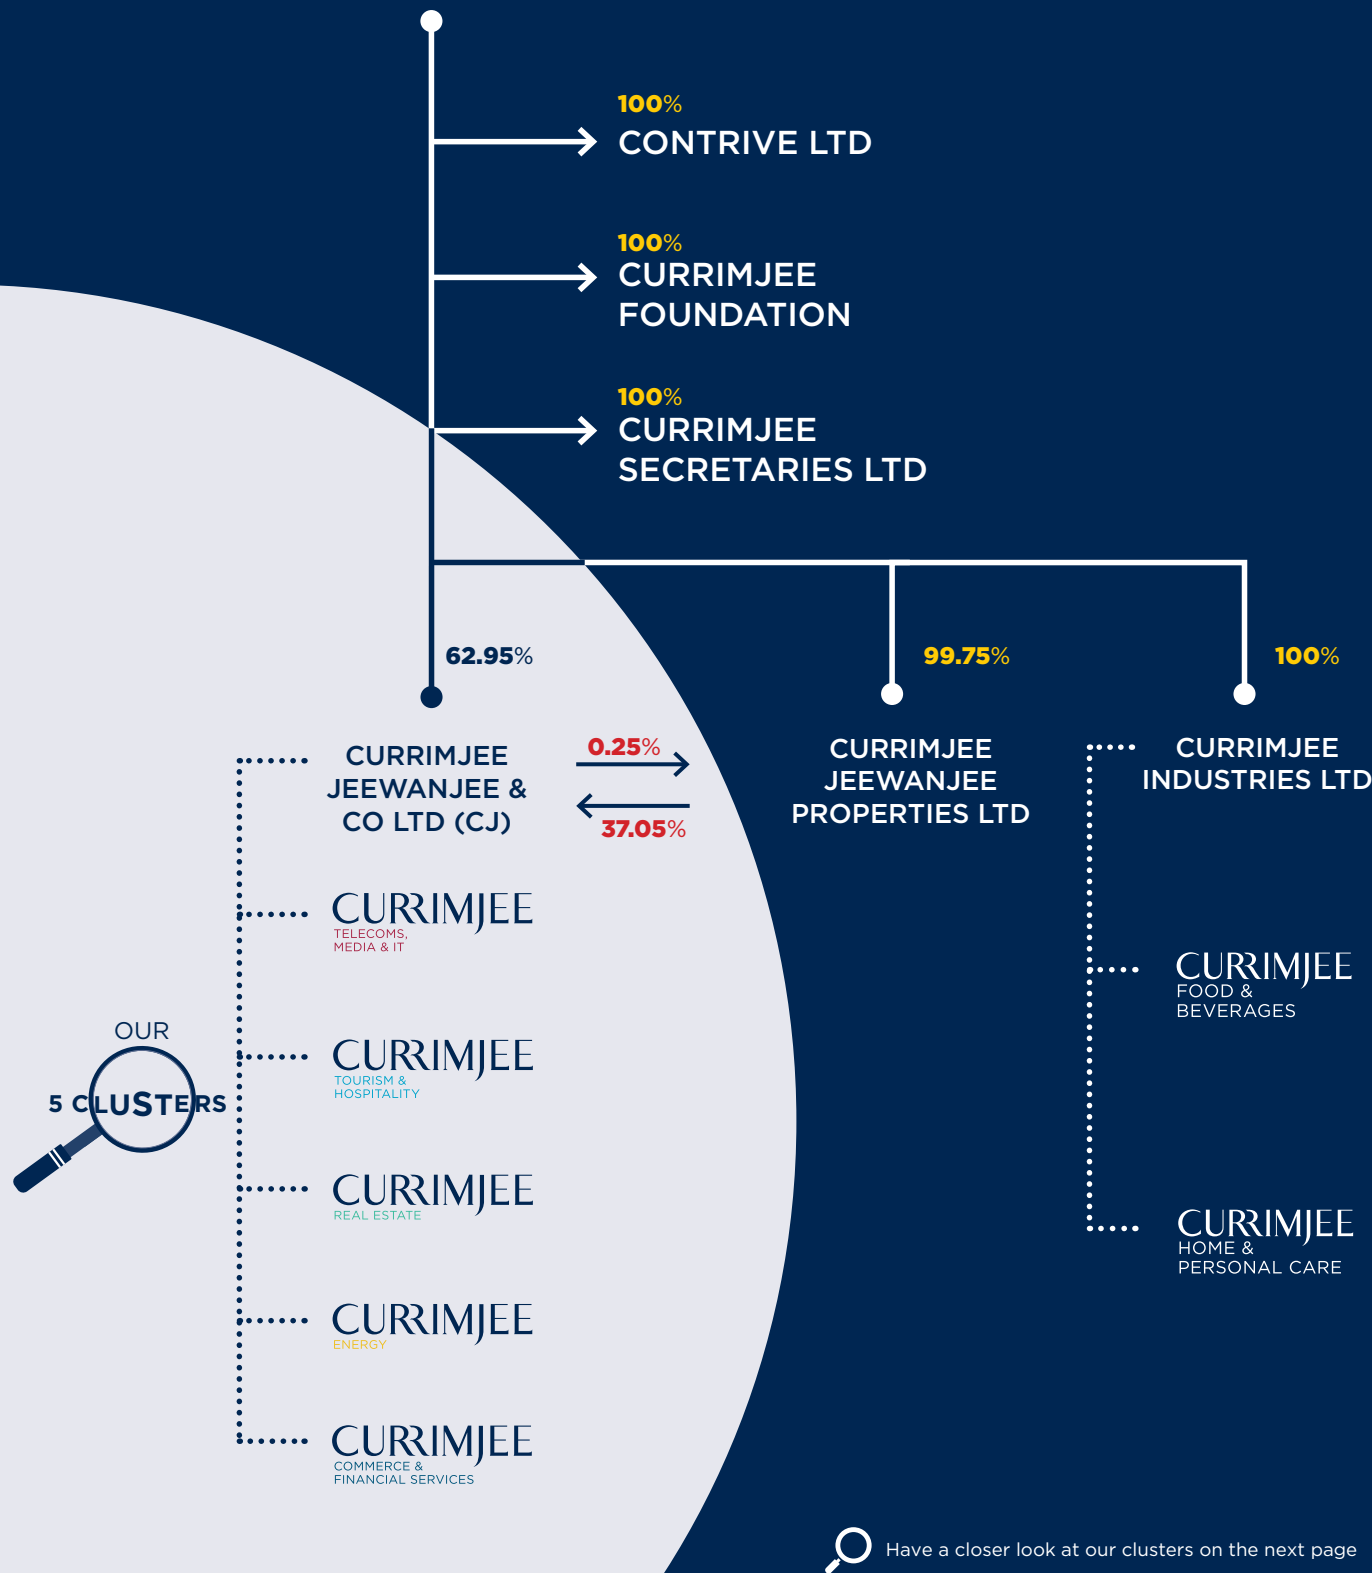 100%
CONTRIVE LTD
100%
CURRIMJEE
FOUNDATION
100%
CURRIMJEE
SECRETARIES LTD
62.95%
99.75%
100%
CURRIMJEE
JEEWANJEE &
CO LTD (CJ)
0.25%
37.05%
CURRIMJEE
JEEWANJEE
PROPERTIES LTD
CURRIMJEE
INDUSTRIES LTD
OUR
5 CLUSTERS
CURRIMJEE
TELECOMS,
MEDIA & IT
CURRIMJEE
TOURISM &
HOSPITALITY
CURRIMJEE
REAL ESTATE
CURRIMJEE
ENERGY
CURRIMJEE
COMMERCE &
FINANCIAL SERVICES
CURRIMJEE
FOOD &
BEVERAGES
CURRIMJEE
HOME &
PERSONAL CARE
Have a closer look at our clusters on the next page